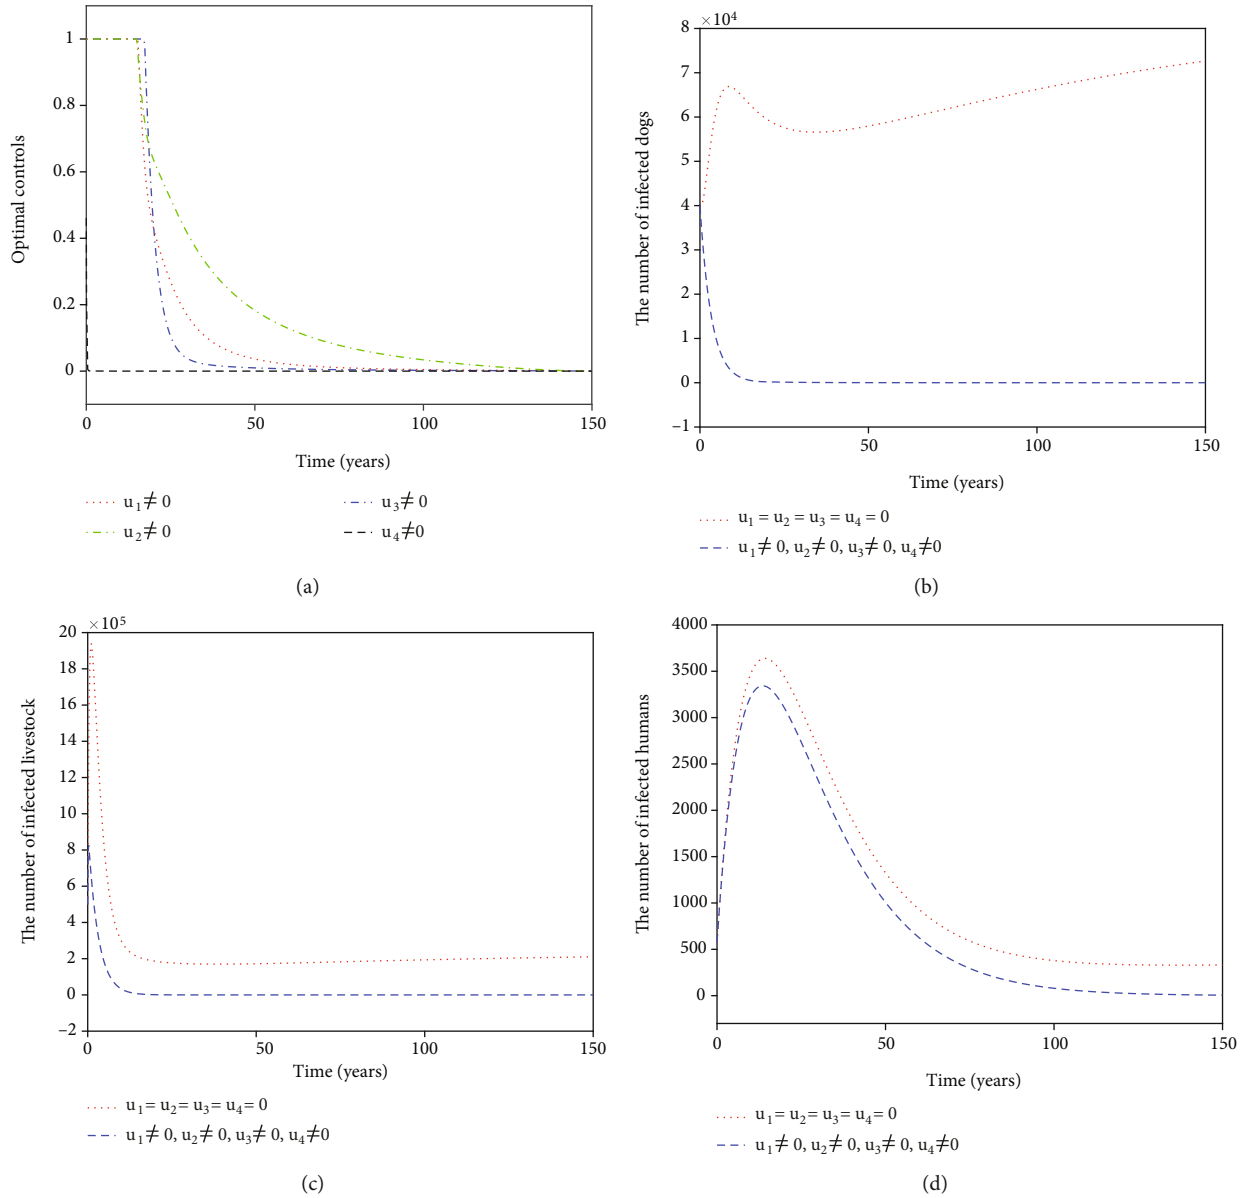 Optimal controls
1
0.8
0.6
0.4
0.2
0
0 50 100 150
Time (years)
u1 ≠ 0
u2 ≠ 0
u3 ≠ 0
u4 ≠ 0
(a)
×10^4
The number of infected dogs
8
7
6
5
4
3
2
1
0
–1
0 50 100 150
Time (years)
u1 = u2 = u3 = u4 = 0
u1 ≠ 0, u2 ≠ 0, u3 ≠ 0, u4 ≠ 0
(b)
×10^5
The number of infected livestock
20
18
16
14
12
10
8
6
4
2
0
–2
0 50 100 150
Time (years)
u1 = u2 = u3 = u4 = 0
u1 ≠ 0, u2 ≠ 0, u3 ≠ 0, u4 ≠ 0
(c)
The number of infected humans
4000
3500
3000
2500
2000
1500
1000
500
0
0 50 100 150
Time (years)
u1 = u2 = u3 = u4 = 0
u1 ≠ 0, u2 ≠ 0, u3 ≠ 0, u4 ≠ 0
(d)